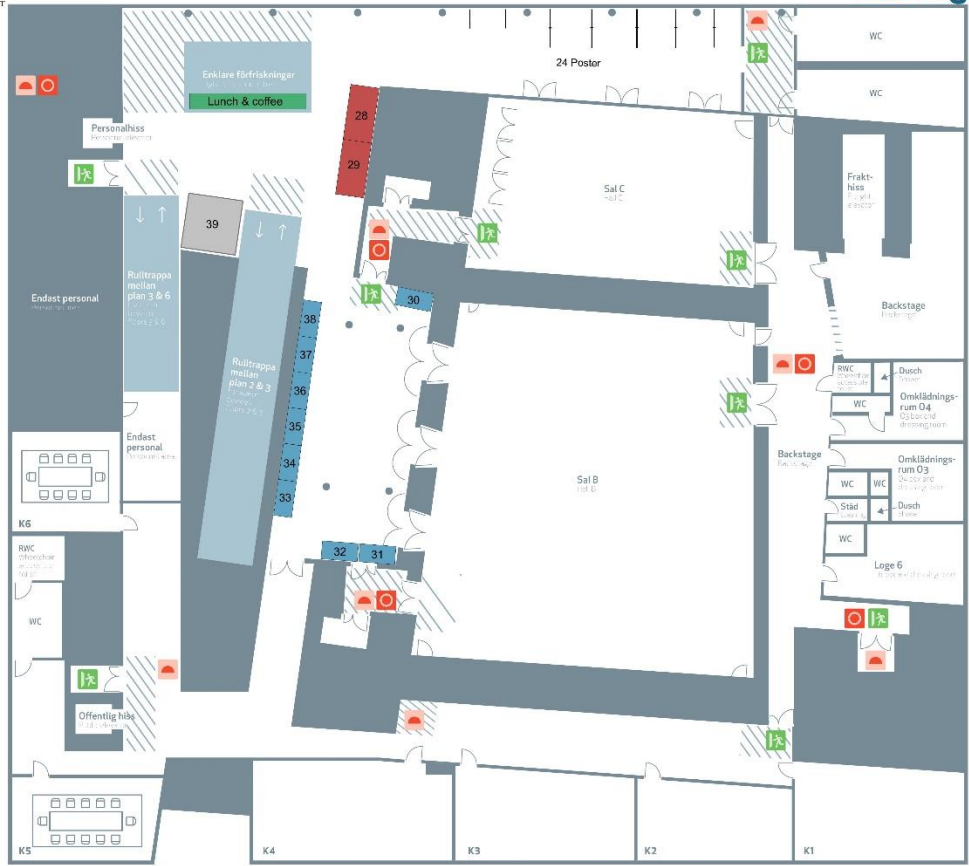 T
WC
Enklare förfriskningar
Lunch & coffee
24 Poster
WC
28
29
Personalhiss
Sal C
Hall C
Frakt-
hiss
39
Rulltrappa
mellan
plan 3 & 6
Endast personal
30
Backstage
38
37
36
35
34
33
Rulltrappa
mellan
plan 2 & 3
RWC
Dusch
WC
Omklädnings-
rum O4
Endast
personal
Backstage
Omklädnings-
rum O3
WC
WC
Dusch
Städ
Sal B
K6
WC
RWC
32
31
Loge 6
WC
Offentlig hiss
K5
K4
K3
K2
K1